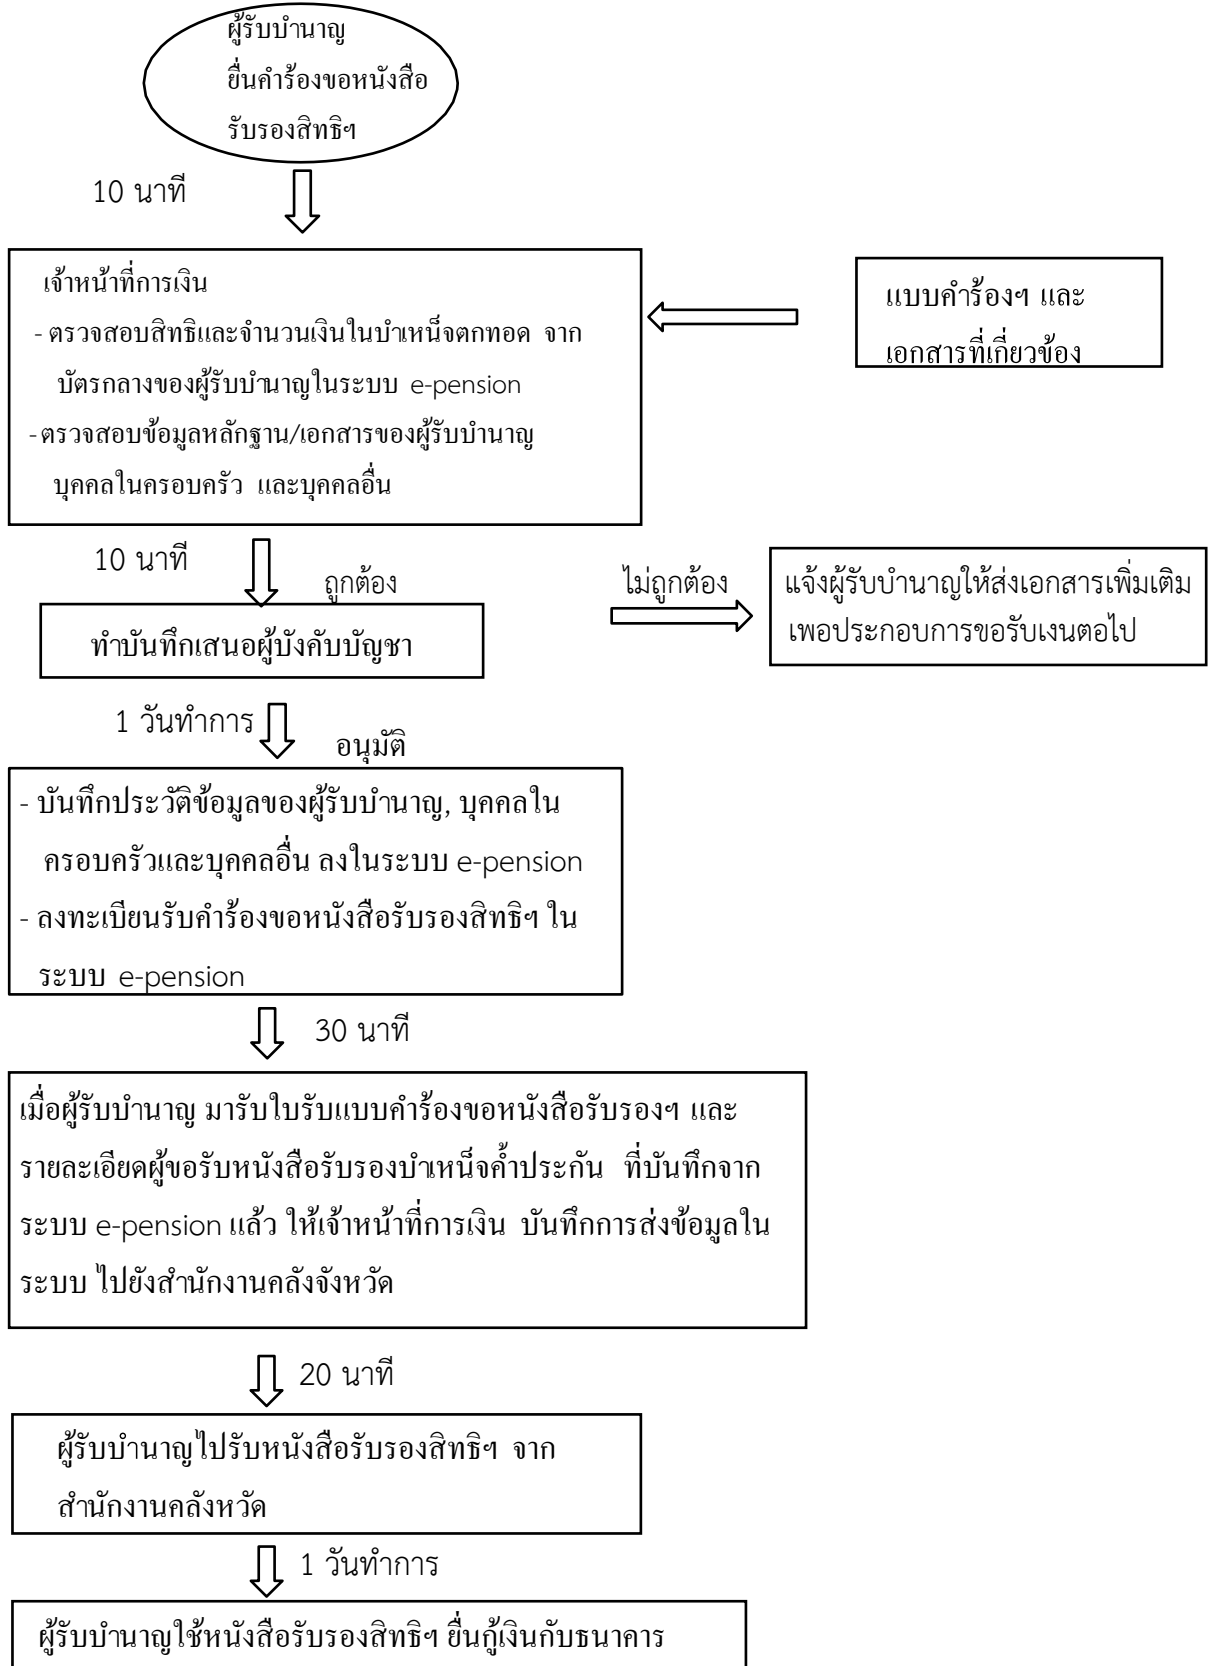 ผู้รับบำนาญ
ยื่นคำร้องขอหนังสือ
รับรองสิทธิฯ
10 นาที
เจ้าหน้าที่การเงิน
- ตรวจสอบสิทธิและจำนวนเงินในบำเหน็จตกทอด จาก
บัตรกลางของผู้รับบำนาญในระบบ e-pension
- ตรวจสอบข้อมูลหลักฐาน/เอกสารของผู้รับบำนาญ
บุคคลในครอบครัว และบุคคลอื่น
แบบคำร้องฯ และ
เอกสารที่เกี่ยวข้อง
10 นาที
ถูกต้อง
ไม่ถูกต้อง
แจ้งผู้รับบำนาญให้ส่งเอกสารเพิ่มเติม
เพอประกอบการขอรับเงนตอไป
ทำบันทึกเสนอผู้บังคับบัญชา
1 วันทำการ
อนุมัติ
- บันทึกประวัติข้อมูลของผู้รับบำนาญ, บุคคลใน
ครอบครัวและบุคคลอื่น ลงในระบบ e-pension
- ลงทะเบียนรับคำร้องขอหนังสือรับรองสิทธิฯ ใน
ระบบ e-pension
30 นาที
เมื่อผู้รับบำนาญ มารับใบรับแบบคำร้องขอหนังสือรับรองฯ และ
รายละเอียดผู้ขอรับหนังสือรับรองบำเหน็จค้ำประกัน ที่บันทึกจาก
ระบบ e-pension แล้ว ให้เจ้าหน้าที่การเงิน บันทึกการส่งข้อมูลใน
ระบบ ไปยังสำนักงานคลังจังหวัด
20 นาที
ผู้รับบำนาญไปรับหนังสือรับรองสิทธิฯ จาก
สำนักงานคลังหวัด
1 วันทำการ
ผู้รับบำนาญใช้หนังสือรับรองสิทธิฯ ยื่นกู้เงินกับธนาคาร